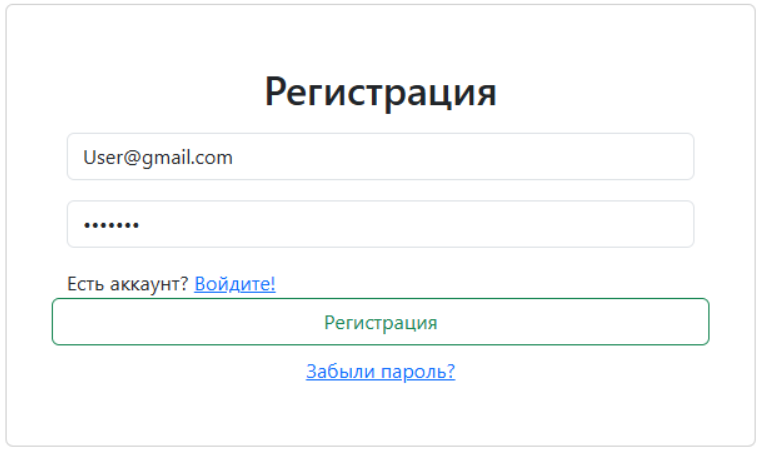 Регистрация
User@gmail.com
•••••••
Есть аккаунт? Войдите!
Регистрация
Забыли пароль?